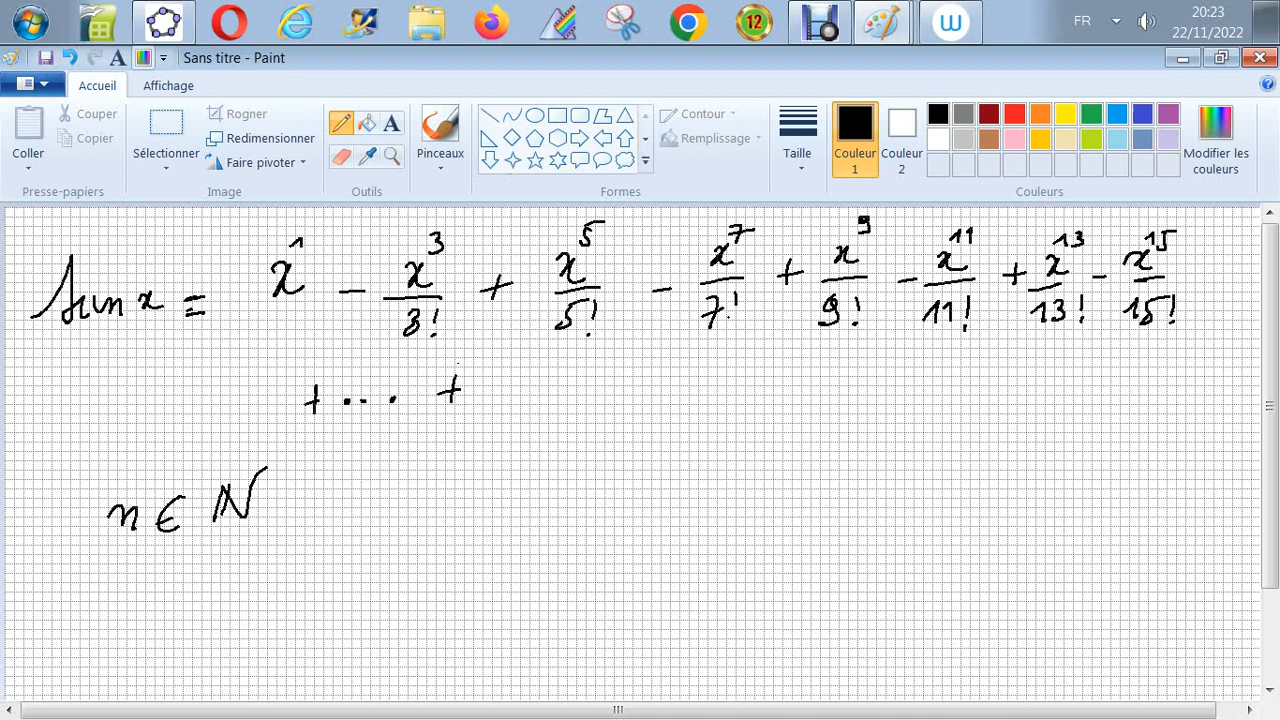 12
W
FR
20:23
22/11/2022
Sans titre - Paint
Accueil
Affichage
Coller
Couper
Copier
Presse-papiers
Sélectionner
Rogner
Redimensionner
Faire pivoter
Image
A
Outils
Pinceaux
Contour
Remplissage
Formes
Taille
Couleur 1
Couleur 2
Modifier les couleurs
Couleurs
sin x = x^1 - x^3/3! + x^5/5! - x^7/7! + x^9/9! - x^11/11! + x^13/13! - x^15/15!
+ ... +
n ∈ ℕ